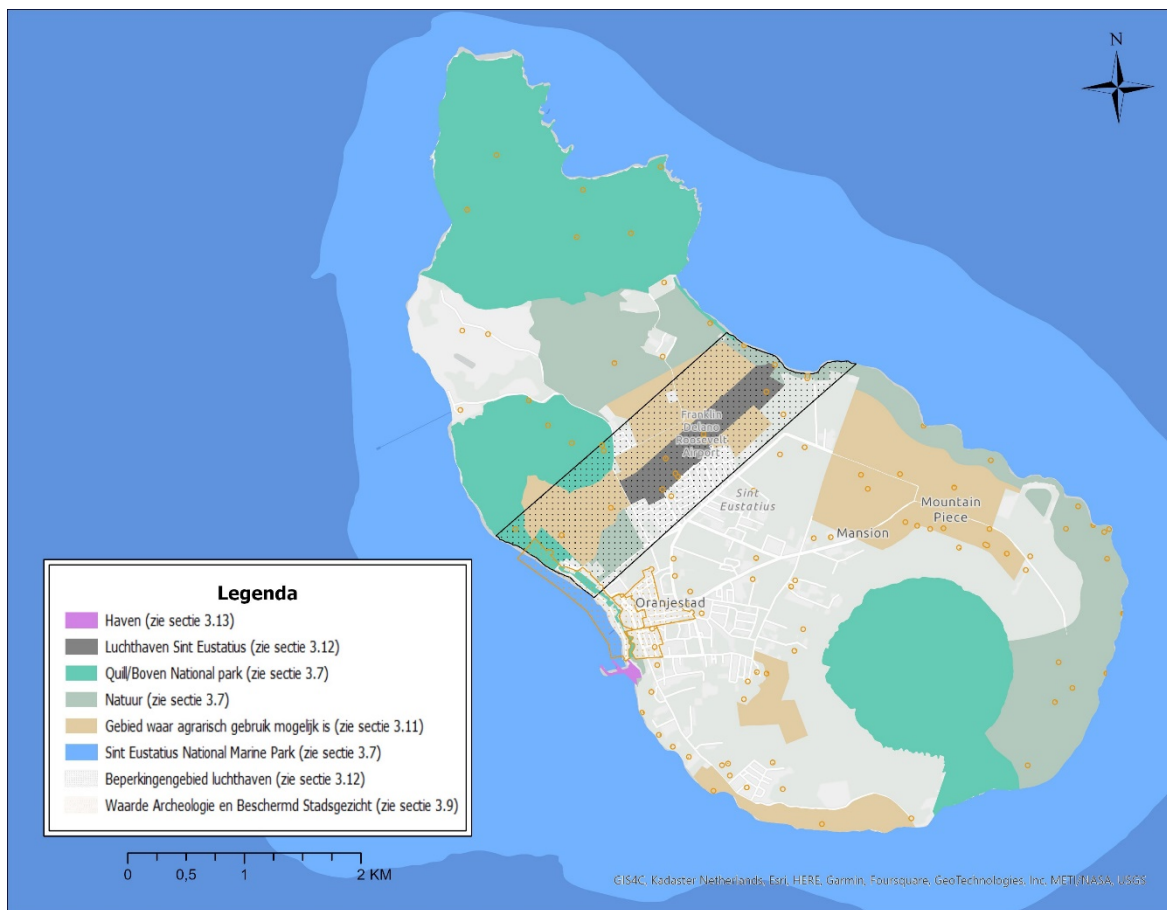 N
Franklin
Delano
Roosevelt
Airport
Sint
Eustatius
Mountain
Piece
Mansion
Oranjestad
Legenda
Haven (zie sectie 3.13)
Luchthaven Sint Eustatius (zie sectie 3.12)
Quil/Boven National park (zie sectie 3.7)
Natuur (zie sectie 3.7)
Gebied waar agrarisch gebruik mogelijk is (zie sectie 3.11)
Sint Eustatius National Marine Park (zie sectie 3.7)
Beperkingengebied luchthaven (zie sectie 3.12)
Waarde Archeologie en Beschermd Stadsgezicht (zie sectie 3.9)
0 0,5 1 2 KM
GIS4C, Kadaster Netherlands, Esri, HERE, Garmin, Foursquare, GeoTechnologies, Inc, METI/NASA, USGS